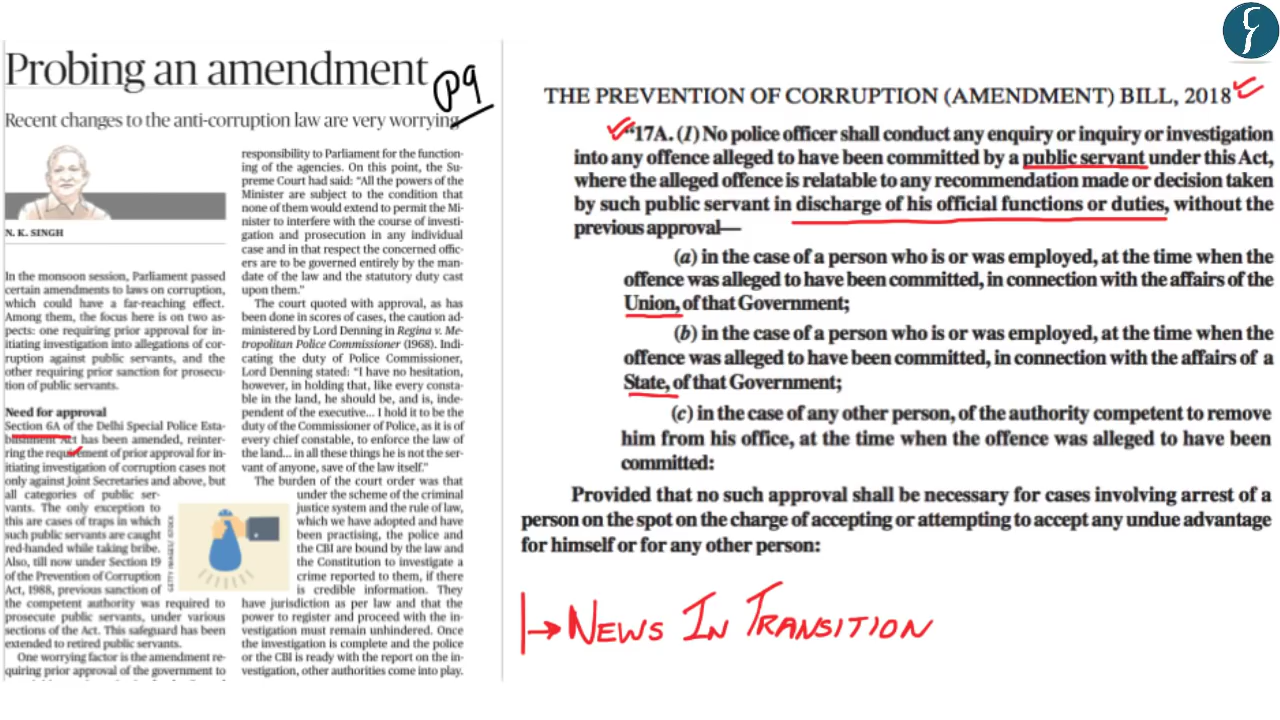 Probing an amendment
P9
Recent changes to the anti-corruption law are very worrying
N. K. SINGH
In the monsoon session, Parliament passed
certain amendments to laws on corruption,
which could have a far-reaching effect.
Among them, the focus here is on two as-
pects: one requiring prior approval for in-
itiating investigation into allegations of cor-
ruption against public servants, and the
other requiring prior sanction for prosecu-
tion of public servants.
Need for approval
Section 6A of the Delhi Special Police Esta-
blishment Act has been amended, reinter-
ring the requirement of prior approval for in-
itiating investigation of corruption cases not
only against Joint Secretaries and above, but
all categories of public ser-
vants. The only exception to
this are cases of traps in which
such public servants are caught
red-handed while taking bribe.
Also, till now under Section 19
of the Prevention of Corruption
Act, 1988, previous sanction of
the competent authority was required to
prosecute public servants, under various
sections of the Act. This safeguard has been
extended to retired public servants.
One worrying factor is the amendment re-
quiring prior approval of the government to
GETTY IMAGES/ ISTOCK
responsibility to Parliament for the function-
ing of the agencies. On this point, the Su-
preme Court had said: "All the powers of the
Minister are subject to the condition that
none of them would extend to permit the Mi-
nister to interfere with the course of investi-
gation and prosecution in any individual
case and in that respect the concerned offic-
ers are to be governed entirely by the man-
date of the law and the statutory duty cast
upon them."
The court quoted with approval, as has
been done in scores of cases, the caution ad-
ministered by Lord Denning in Regina v. Me-
tropolitan Police Commissioner (1968). Indi-
cating the duty of Police Commissioner,
Lord Denning stated: "I have no hesitation,
however, in holding that, like every consta-
ble in the land, he should be, and is, inde-
pendent of the executive... I hold it to be the
duty of the Commissioner of Police, as it is of
every chief constable, to enforce the law of
the land... in all these things he is not the ser-
vant of anyone, save of the law itself."
The burden of the court order was that
under the scheme of the criminal
justice system and the rule of law,
which we have adopted and have
been practising, the police and
the CBI are bound by the law and
the Constitution to investigate a
crime reported to them, if there
is credible information. They
have jurisdiction as per law and that the
power to register and proceed with the in-
vestigation must remain unhindered. Once
the investigation is complete and the police
or the CBI is ready with the report on the in-
vestigation, other authorities come into play.
THE PREVENTION OF CORRUPTION (AMENDMENT) BILL, 2018
"17A. (1) No police officer shall conduct any enquiry or inquiry or investigation
into any offence alleged to have been committed by a public servant under this Act,
where the alleged offence is relatable to any recommendation made or decision taken
by such public servant in discharge of his official functions or duties, without the
previous approval—
(a) in the case of a person who is or was employed, at the time when the
offence was alleged to have been committed, in connection with the affairs of the
Union, of that Government;
(b) in the case of a person who is or was employed, at the time when the
offence was alleged to have been committed, in connection with the affairs of a
State, of that Government;
(c) in the case of any other person, of the authority competent to remove
him from his office, at the time when the offence was alleged to have been
committed:
Provided that no such approval shall be necessary for cases involving arrest of a
person on the spot on the charge of accepting or attempting to accept any undue advantage
for himself or for any other person:
NEWS IN TRANSITION